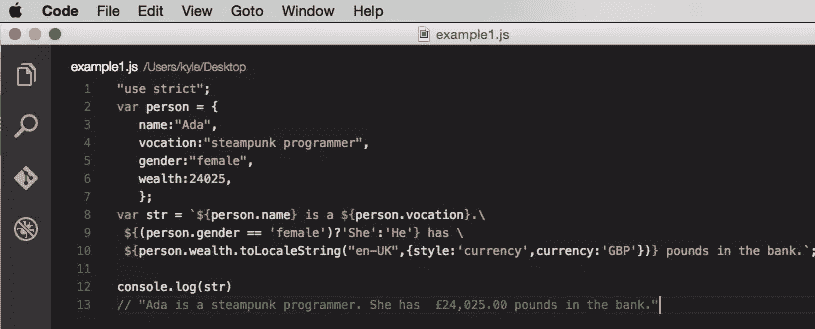 Code File Edit View Goto Window Help
example1.js
example1.js /Users/kyle/Desktop
1 "use strict";
2 var person = {
3 name:"Ada",
4 vocation:"steampunk programmer",
5 gender:"female",
6 wealth:24025,
7 };
8 var str = `${person.name} is a ${person.vocation}.\
9 ${(person.gender == 'female')?'She':'He'} has \
10 ${person.wealth.toLocaleString("en-UK",{style:'currency',currency:'GBP'})} pounds in the bank.`;
11
12 console.log(str)
13 // "Ada is a steampunk programmer. She has  £24,025.00 pounds in the bank."